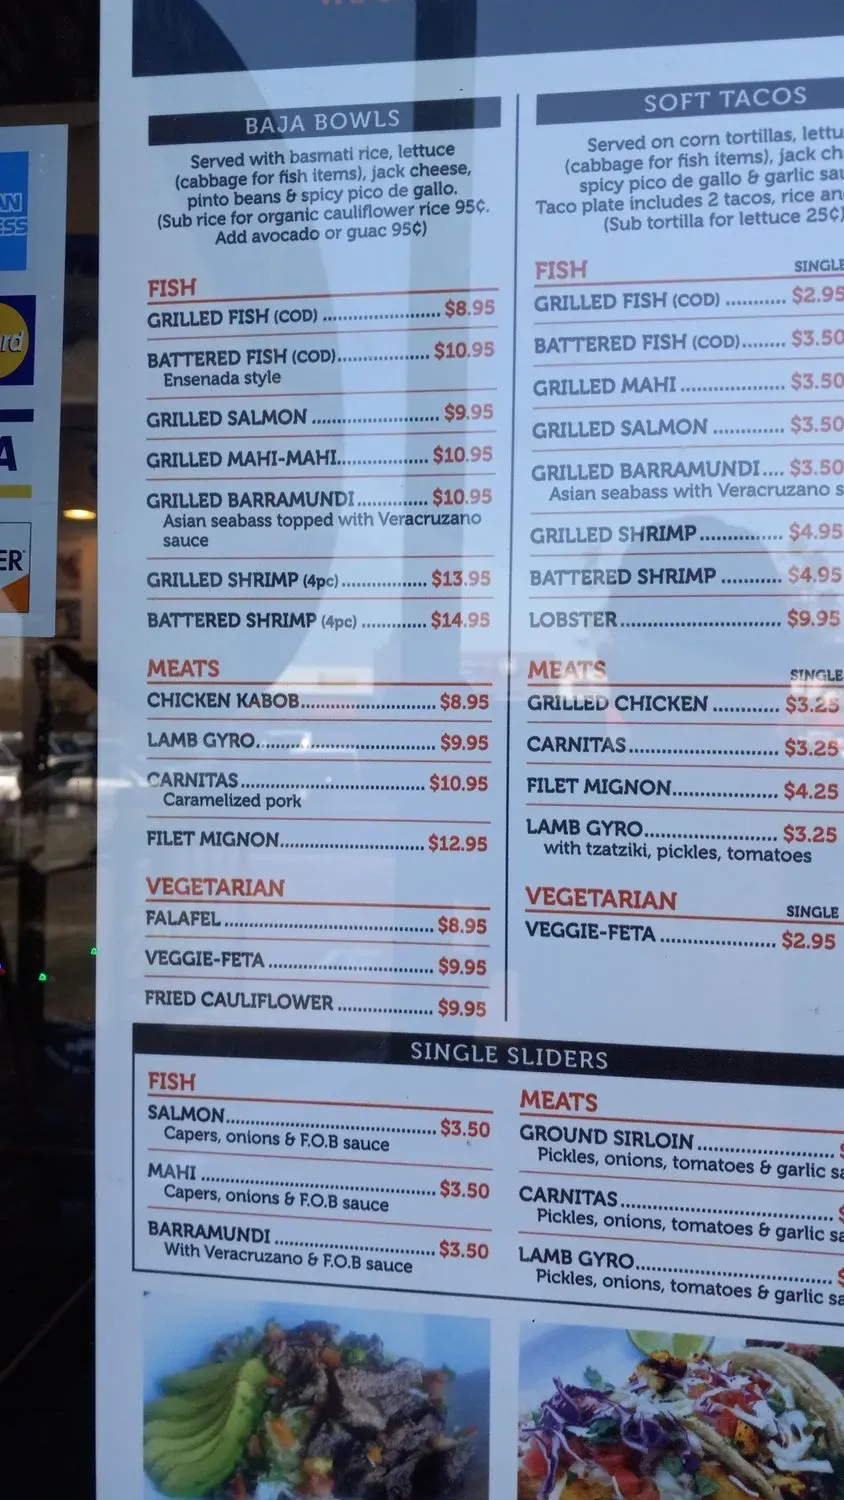 AN
ESS
rd
A
ER
BAJA BOWLS
Served with basmati rice, lettuce
(cabbage for fish items), jack cheese,
pinto beans & spicy pico de gallo.
(Sub rice for organic cauliflower rice 95¢.
Add avocado or guac 95¢)
FISH
GRILLED FISH (COD) ........................ $8.95
BATTERED FISH (COD)................... $10.95
Ensenada style
GRILLED SALMON .......................... $9.95
GRILLED MAHI-MAHI................... $10.95
GRILLED BARRAMUNDI.............. $10.95
Asian seabass topped with Veracruzano
sauce
GRILLED SHRIMP (4pc)................. $13.95
BATTERED SHRIMP (4pc) ............. $14.95
MEATS
CHICKEN KABOB........................... $8.95
LAMB GYRO.................................... $9.95
CARNITAS..................................... $10.95
Caramelized pork
FILET MIGNON............................. $12.95
VEGETARIAN
FALAFEL.......................................... $8.95
VEGGIE-FETA ................................. $9.95
FRIED CAULIFLOWER ................... $9.95
SOFT TACOS
Served on corn tortillas,
(cabbage for fish items), jack
spicy pico de gallo & garlic
Taco plate includes 2 tacos, rice
(Sub tortilla for lettuce 25¢)
FISH SINGLE
GRILLED FISH (COD) ........... $2.95
BATTERED FISH (COD)........ $3.50
GRILLED MAHI ..................... $3.50
GRILLED SALMON .............. $3.50
GRILLED BARRAMUNDI.... $3.50
Asian seabass with Veracruzano
GRILLED SHRIMP................ $4.95
BATTERED SHRIMP ........... $4.95
LOBSTER............................... $9.95
MEATS SINGLE
GRILLED CHICKEN ............. $3.25
CARNITAS............................. $3.25
FILET MIGNON.................... $4.25
LAMB GYRO......................... $3.25
with tzatziki, pickles, tomatoes
VEGETARIAN SINGLE
VEGGIE-FETA ...................... $2.95
SINGLE SLIDERS
FISH
SALMON........................................ $3.50
Capers, onions & F.O.B sauce
MAHI ............................................. $3.50
Capers, onions & F.O.B sauce
BARRAMUNDI .............................. $3.50
With Veracruzano & F.O.B sauce
MEATS
GROUND SIRLOIN..........................
Pickles, onions, tomatoes & garlic
CARNITAS........................................
Pickles, onions, tomatoes & garlic
LAMB GYRO.....................................
Pickles, onions, tomatoes & garlic